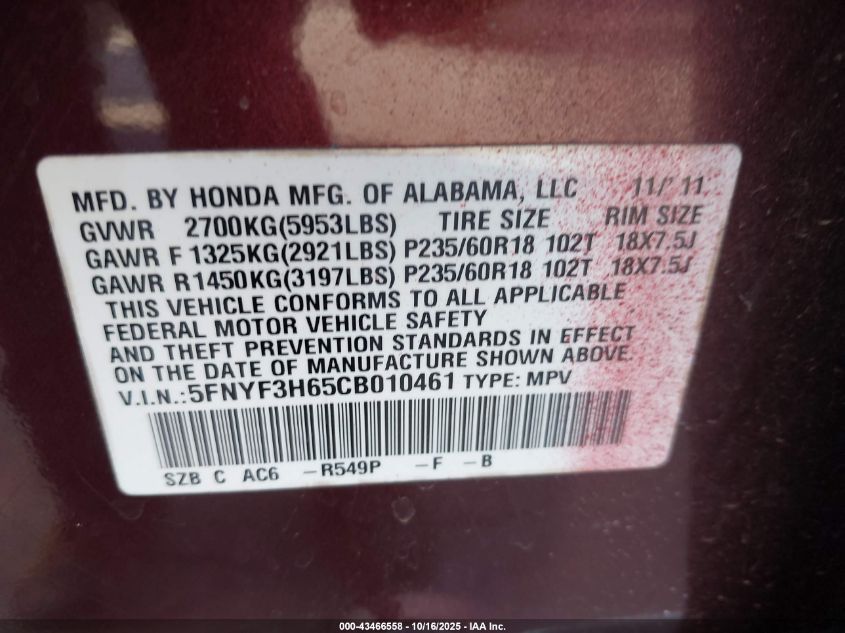 MFD. BY HONDA MFG. OF ALABAMA, LLC 11/ 11
GVWR 2700KG(5953LBS) TIRE SIZE RIM SIZE
GAWR F 1325KG(2921LBS) P235/60R18 102T 18X7.5J
GAWR R1450KG(3197LBS) P235/60R18 102T 18X7.5J
THIS VEHICLE CONFORMS TO ALL APPLICABLE
FEDERAL MOTOR VEHICLE SAFETY
AND THEFT PREVENTION STANDARDS IN EFFECT
ON THE DATE OF MANUFACTURE SHOWN ABOVE.
V.I.N.:5FNYF3H65CB010461 TYPE: MPV
SZB C AC6 -R549P -F -B
000-43466558 - 10/16/2025 - IAA Inc.